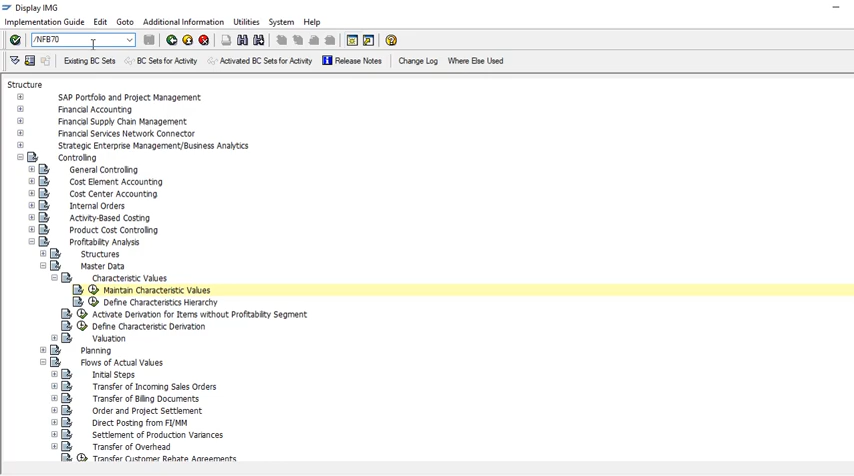 Display IMG
Implementation Guide Edit Goto Additional Information Utilities System Help
/NFB70
Existing BC Sets BC Sets for Activity Activated BC Sets for Activity Release Notes Change Log Where Else Used
Structure
SAP Portfolio and Project Management
Financial Accounting
Financial Supply Chain Management
Financial Services Network Connector
Strategic Enterprise Management/Business Analytics
Controlling
General Controlling
Cost Element Accounting
Cost Center Accounting
Internal Orders
Activity-Based Costing
Product Cost Controlling
Profitability Analysis
Structures
Master Data
Characteristic Values
Maintain Characteristic Values
Define Characteristics Hierarchy
Activate Derivation for Items without Profitability Segment
Define Characteristic Derivation
Valuation
Planning
Flows of Actual Values
Initial Steps
Transfer of Incoming Sales Orders
Transfer of Billing Documents
Order and Project Settlement
Direct Posting from FI/MM
Settlement of Production Variances
Transfer of Overhead
Transfer Customer Rebate Agreements